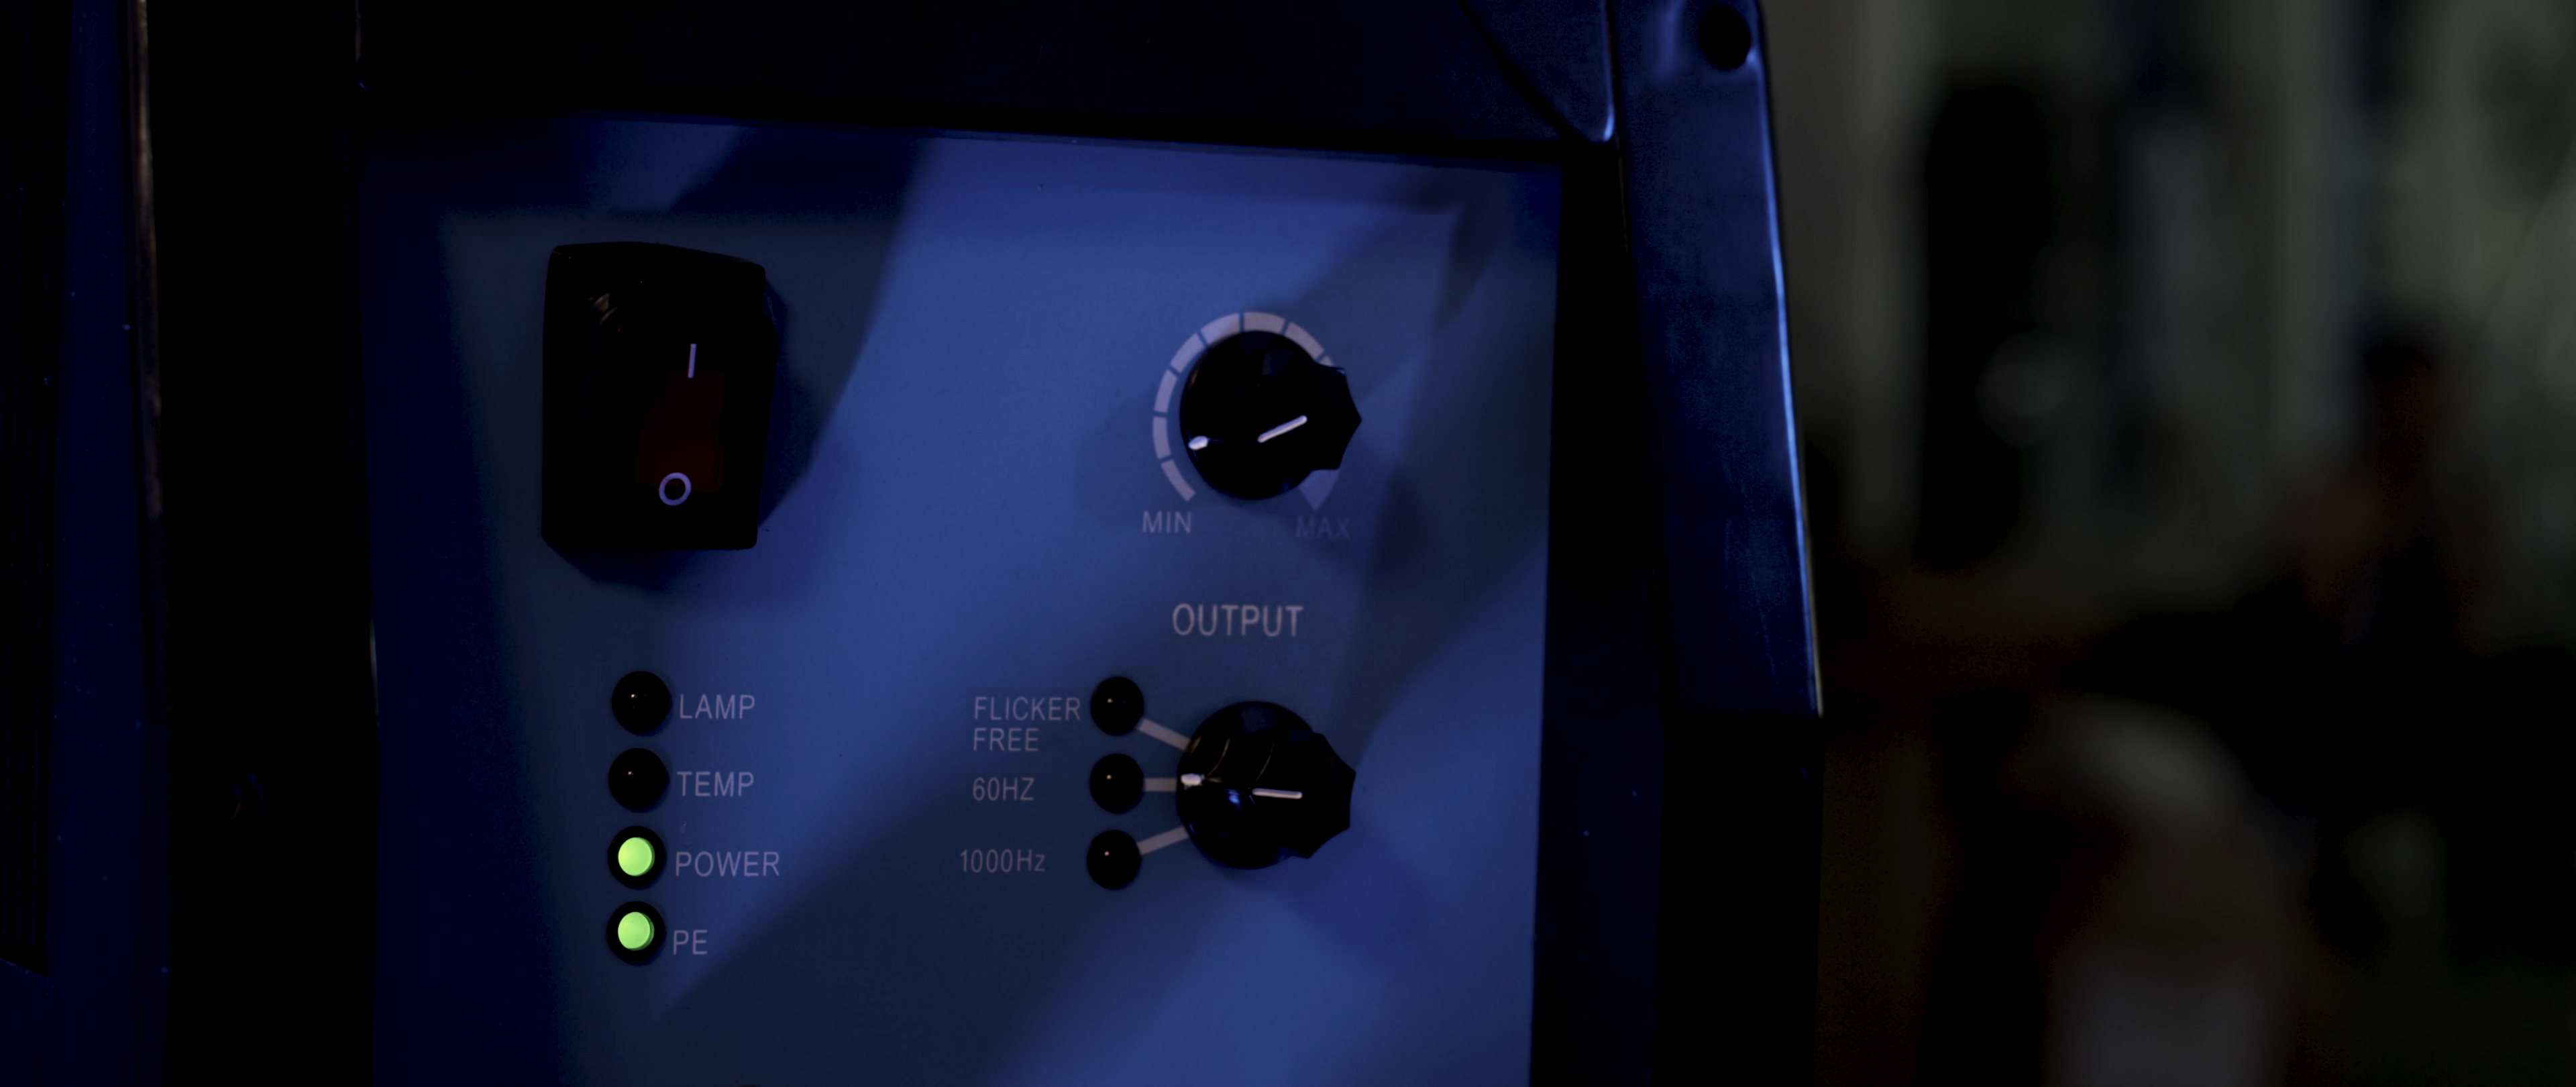 I
O
MIN
MAX
OUTPUT
LAMP
TEMP
POWER
PE
FLICKER
FREE
60HZ
1000Hz